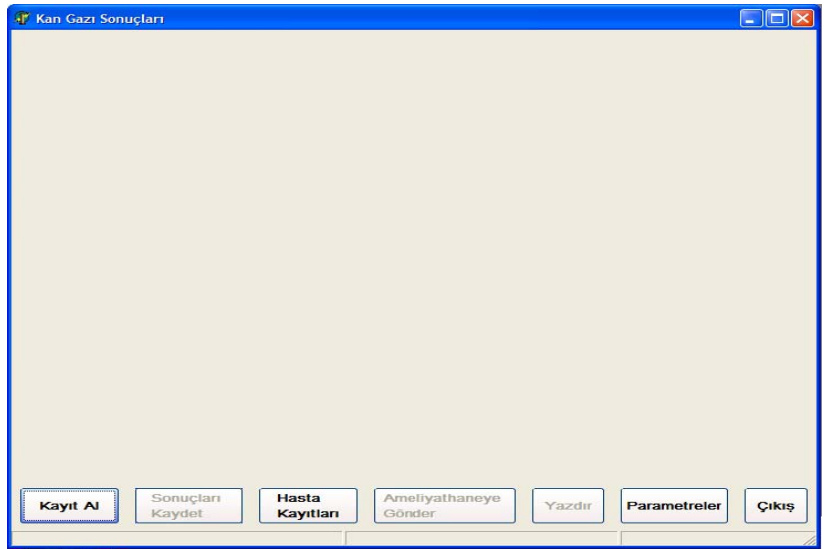 Kan Gazı Sonuçları
Kayıt Al
Sonuçları
Kaydet
Hasta
Kayıtları
Ameliyathaneye
Gönder
Yazdır
Parametreler
Çıkış